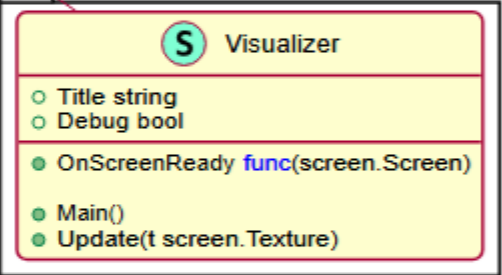 S Visualizer
Title string
Debug bool
OnScreenReady func(screen.Screen)
Main()
Update(t screen.Texture)